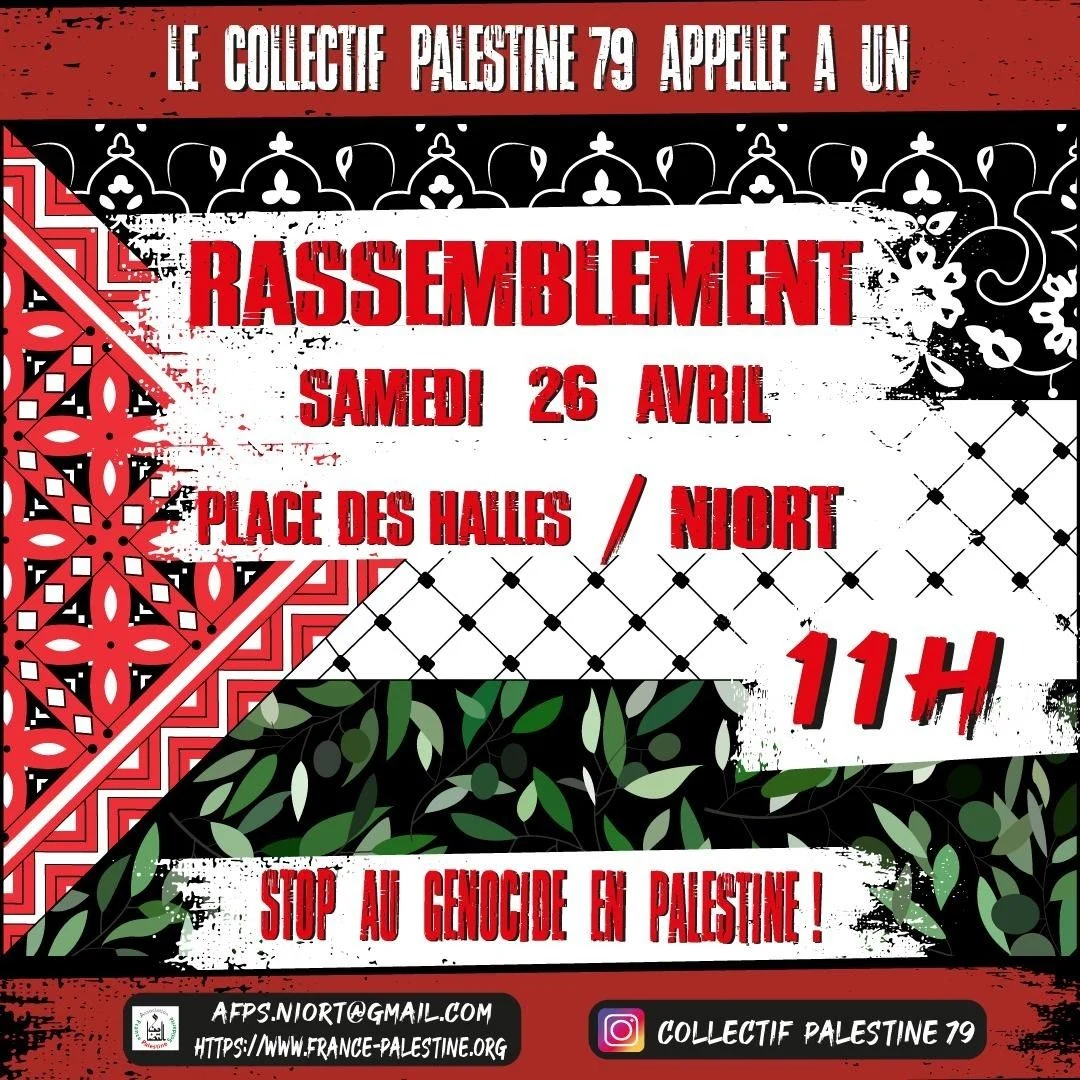 LE COLLECTIF PALESTINE 79 APPELLE A UN
RASSEMBLEMENT
SAMEDI 26 AVRIL
PLACE DES HALLES / NIORT
11H
STOP AU GENOCIDE EN PALESTINE !
AFPS.NIORT@GMAIL.COM
HTTPS://WWW.FRANCE-PALESTINE.ORG
COLLECTIF PALESTINE 79